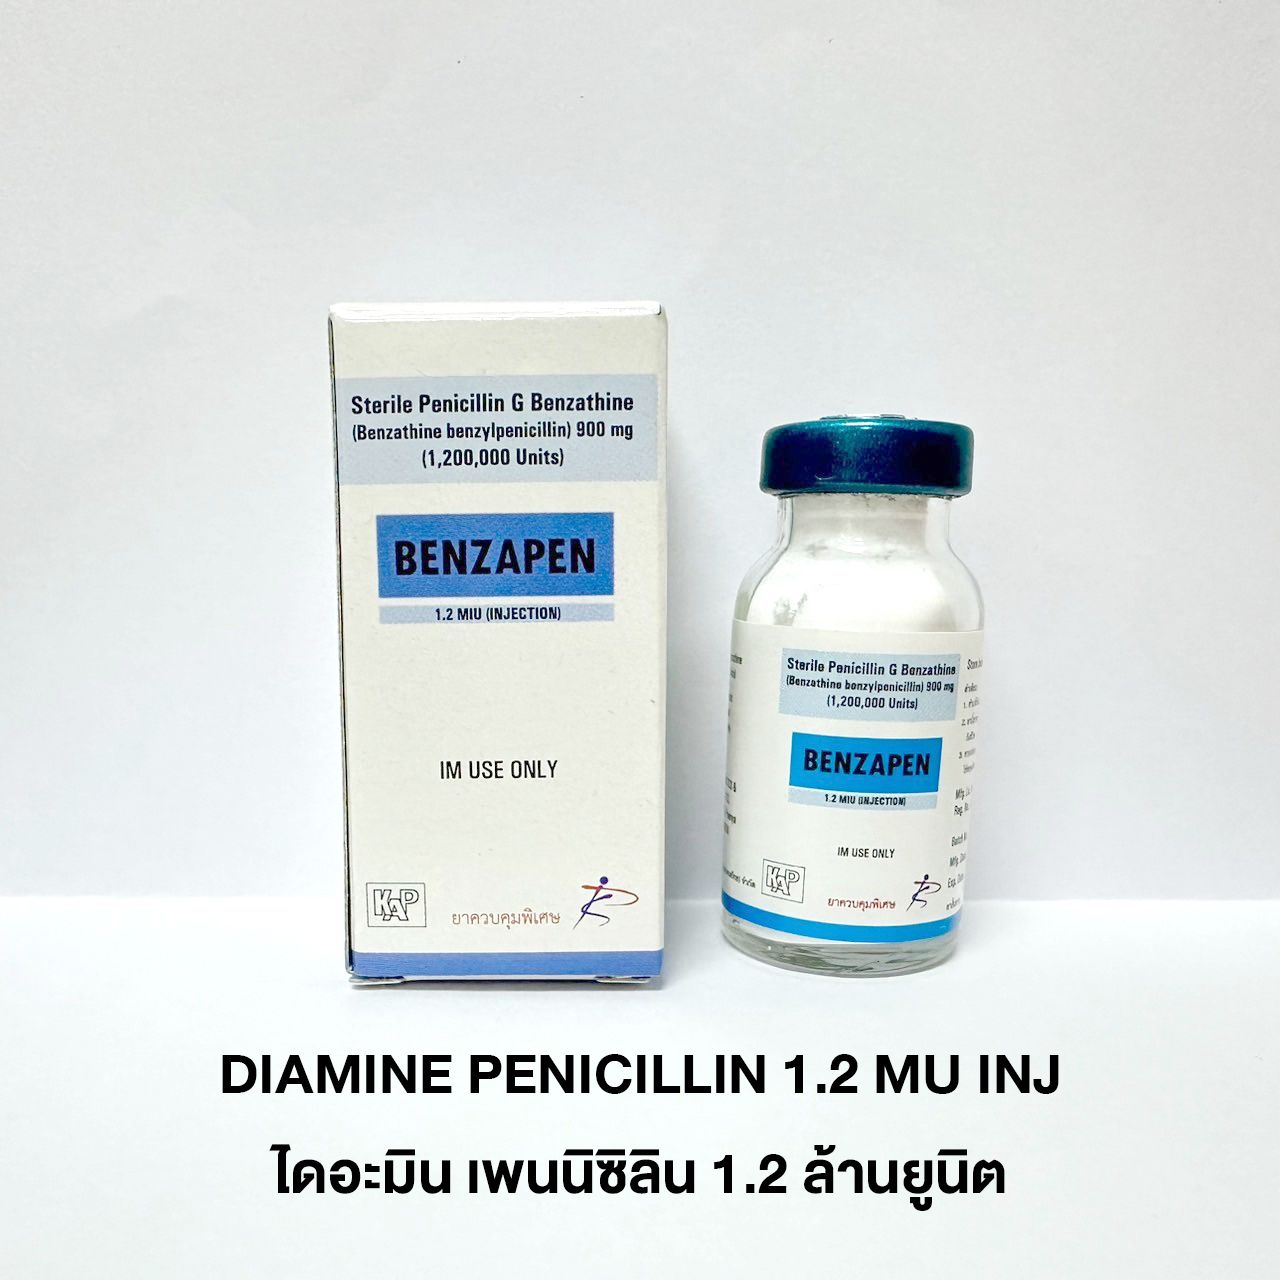 Sterile Penicillin G Benzathine
(Benzathine benzylpenicillin) 900 mg
(1,200,000 Units)
BENZAPEN
1.2 MIU (INJECTION)
IM USE ONLY
KAP
ยาควบคุมพิเศษ
Sterile Penicillin G Benzathine
(Benzathine benzylpenicillin) 900 mg
(1,200,000 Units)
BENZAPEN
1.2 MIU (INJECTION)
IM USE ONLY
KAP
ยาควบคุมพิเศษ
DIAMINE PENICILLIN 1.2 MU INJ
ไดอะมิน เพนนิซิลิน 1.2 ล้านยูนิต